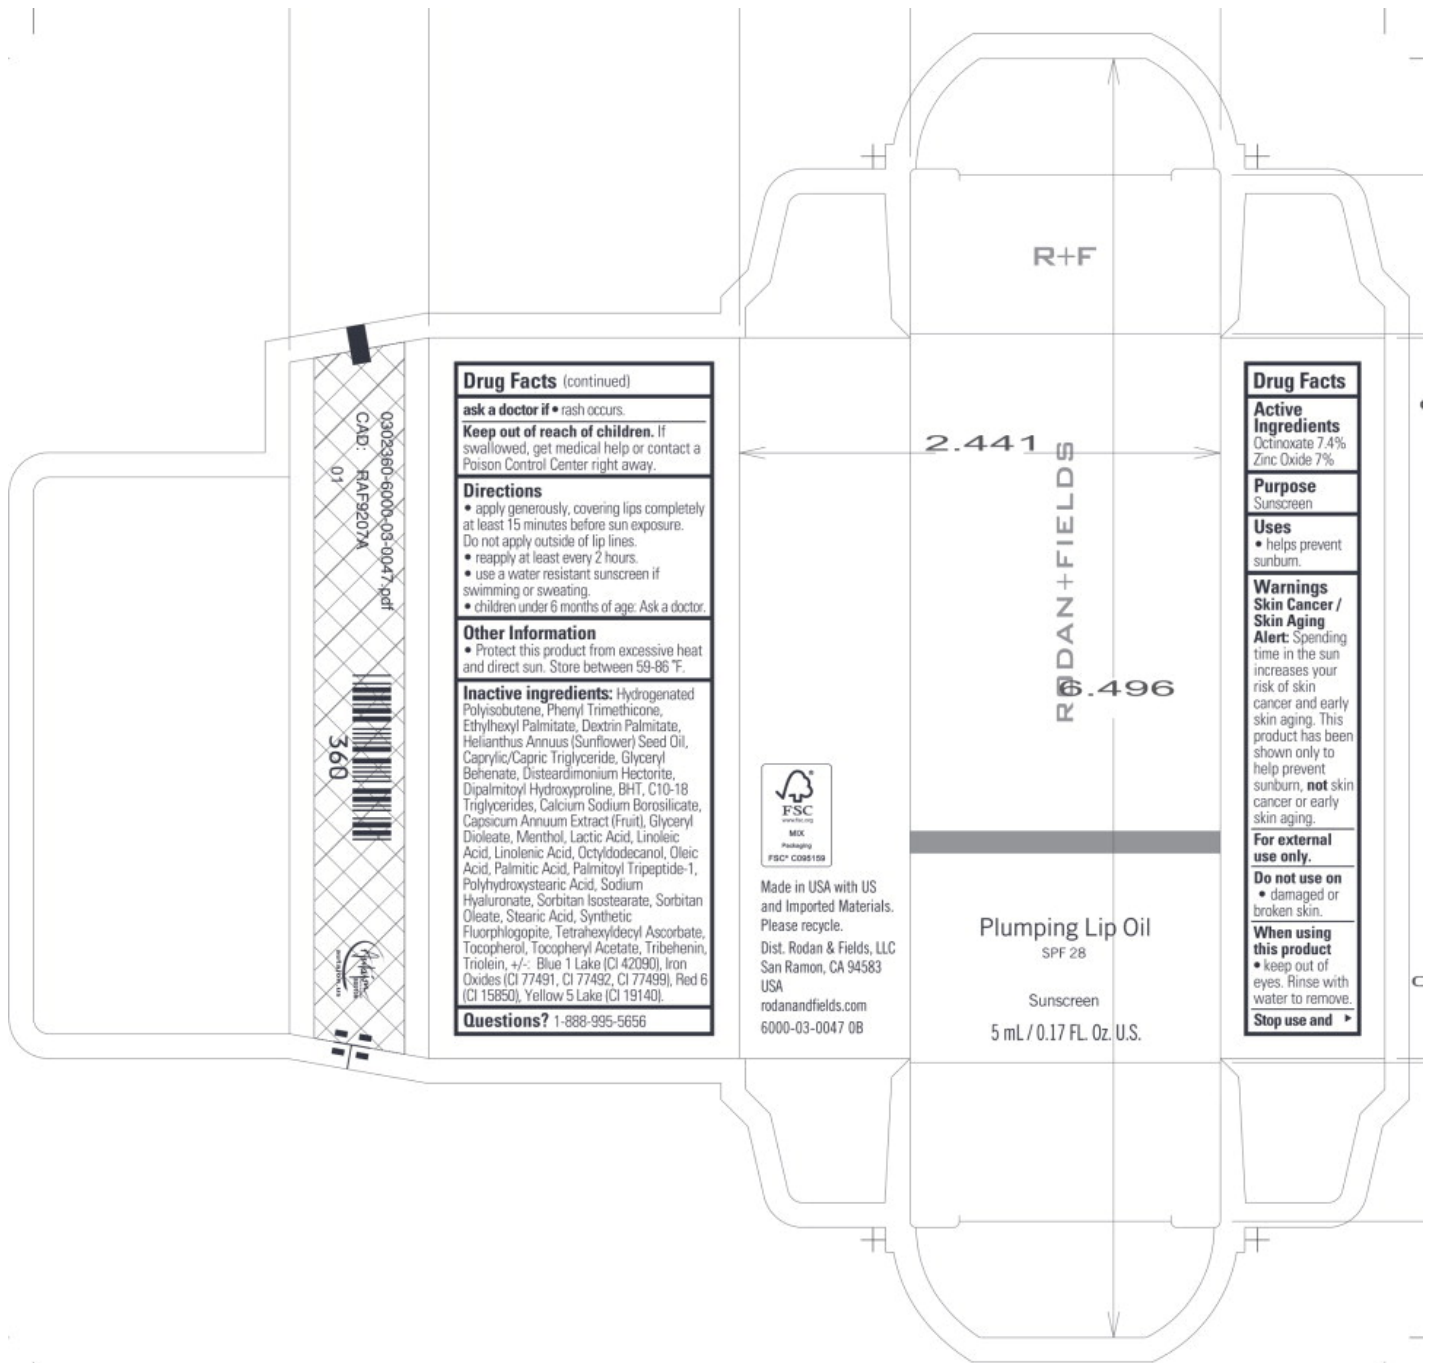 R+F
2.441
RODAN+FIELDS
6.496
Plumping Lip Oil
SPF 28
Sunscreen
5 mL / 0.17 FL. Oz. U.S.
Drug Facts
Active
Ingredients
Octinoxate 7.4%
Zinc Oxide 7%
Purpose
Sunscreen
Uses
• helps prevent
sunburn.
Warnings
Skin Cancer /
Skin Aging
Alert: Spending
time in the sun
increases your
risk of skin
cancer and early
skin aging. This
product has been
shown only to
help prevent
sunburn, not skin
cancer or early
skin aging.
For external
use only.
Do not use on
• damaged or
broken skin.
When using
this product
• keep out of
eyes. Rinse with
water to remove.
Stop use and
Drug Facts (continued)
ask a doctor if • rash occurs.
Keep out of reach of children. If
swallowed, get medical help or contact a
Poison Control Center right away.
Directions
• apply generously, covering lips completely
at least 15 minutes before sun exposure.
Do not apply outside of lip lines.
• reapply at least every 2 hours.
• use a water resistant sunscreen if
swimming or sweating.
• children under 6 months of age: Ask a doctor.
Other Information
• Protect this product from excessive heat
and direct sun. Store between 59-86 °F.
Inactive ingredients: Hydrogenated
Polyisobutene, Phenyl Trimethicone,
Ethylhexyl Palmitate, Dextrin Palmitate,
Helianthus Annuus (Sunflower) Seed Oil,
Caprylic/Capric Triglyceride, Glyceryl
Behenate, Disteardimonium Hectorite,
Dipalmitoyl Hydroxyproline, BHT, C10-18
Triglycerides, Calcium Sodium Borosilicate,
Capsicum Annuum Extract (Fruit), Glyceryl
Dioleate, Menthol, Lactic Acid, Linoleic
Acid, Linolenic Acid, Octyldodecanol, Oleic
Acid, Palmitic Acid, Palmitoyl Tripeptide-1,
Polyhydroxystearic Acid, Sodium
Hyaluronate, Sorbitan Isostearate, Sorbitan
Oleate, Stearic Acid, Synthetic
Fluorphlogopite, Tetrahexyldecyl Ascorbate,
Tocopherol, Tocopheryl Acetate, Tribehenin,
Triolein, +/-: Blue 1 Lake (CI 42090), Iron
Oxides (CI 77491, CI 77492, CI 77499), Red 6
(CI 15850), Yellow 5 Lake (CI 19140).
Questions? 1-888-995-5656
FSC
www.fsc.org
MIX
Packaging
FSC® C095159
Made in USA with US
and Imported Materials.
Please recycle.
Dist. Rodan & Fields, LLC
San Ramon, CA 94583
USA
rodanandfields.com
6000-03-0047 0B
0302360-6000-03-0047.pdf
CAD: RAF9207A
01
360